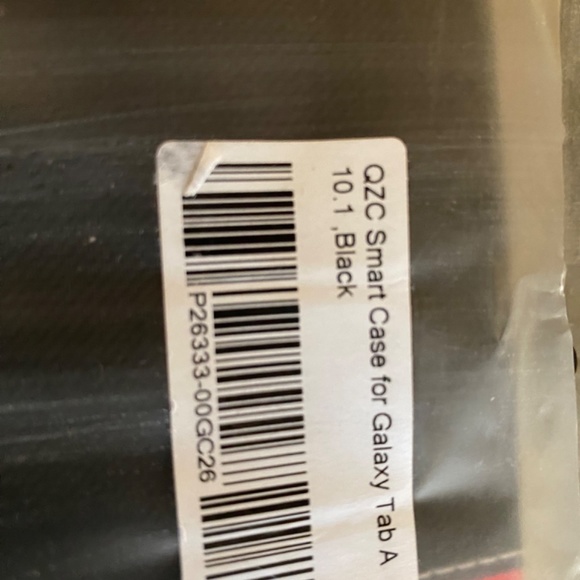 QZC Smart Case for Galaxy Tab A
10.1 ,Black
P26333-00GC26